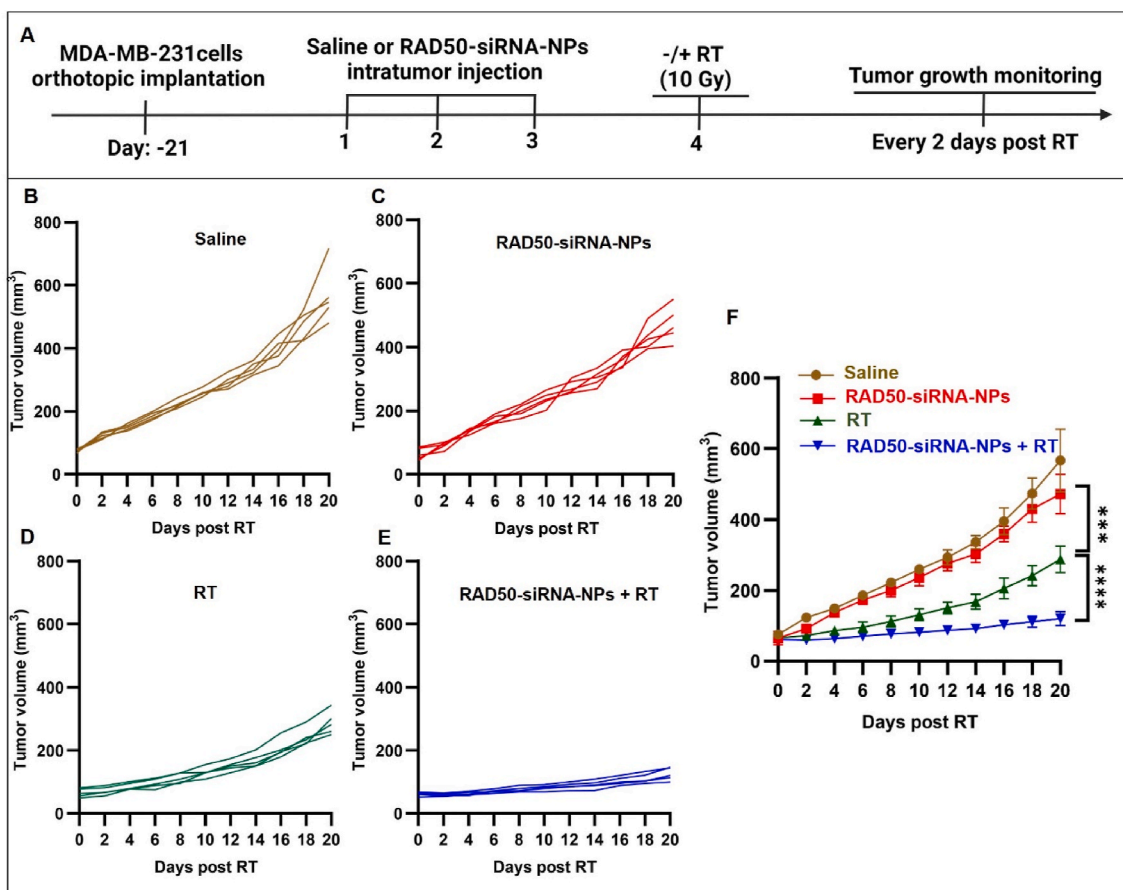 A
MDA-MB-231cells
orthotopic implantation
Saline or RAD50-siRNA-NPs
intratumor injection
-/+ RT
(10 Gy)
Tumor growth monitoring
Day: -21
1
2
3
4
Every 2 days post RT
B
Saline
Tumor volume (mm³)
800
600
400
200
0
0 2 4 6 8 10 12 14 16 18 20
Days post RT
C
RAD50-siRNA-NPs
Tumor volume (mm³)
800
600
400
200
0
0 2 4 6 8 10 12 14 16 18 20
Days post RT
D
RT
Tumor volume (mm³)
800
600
400
200
0
0 2 4 6 8 10 12 14 16 18 20
Days post RT
E
RAD50-siRNA-NPs + RT
Tumor volume (mm³)
800
600
400
200
0
0 2 4 6 8 10 12 14 16 18 20
Days post RT
F
Saline
RAD50-siRNA-NPs
RT
RAD50-siRNA-NPs + RT
Tumor volume (mm³)
800
600
400
200
0
0 2 4 6 8 10 12 14 16 18 20
Days post RT
***
****